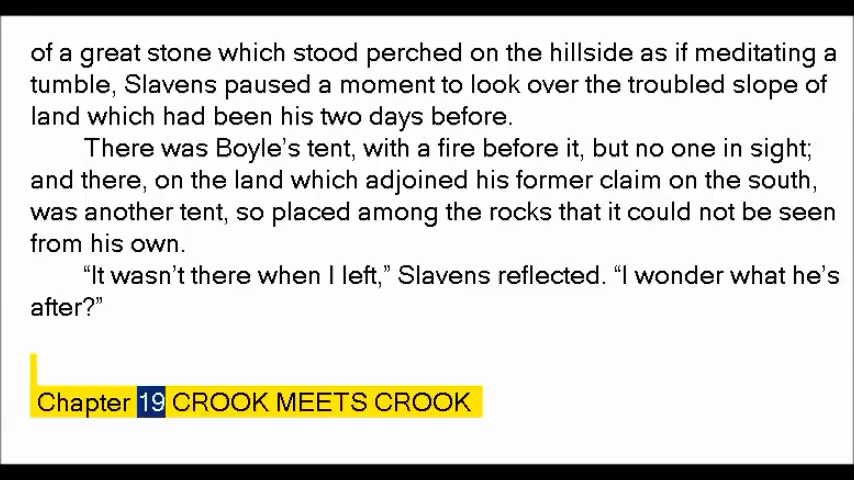 of a great stone which stood perched on the hillside as if meditating a
tumble, Slavens paused a moment to look over the troubled slope of
land which had been his two days before.
There was Boyle’s tent, with a fire before it, but no one in sight;
and there, on the land which adjoined his former claim on the south,
was another tent, so placed among the rocks that it could not be seen
from his own.
“It wasn’t there when I left,” Slavens reflected. “I wonder what he’s
after?”
Chapter 19 CROOK MEETS CROOK